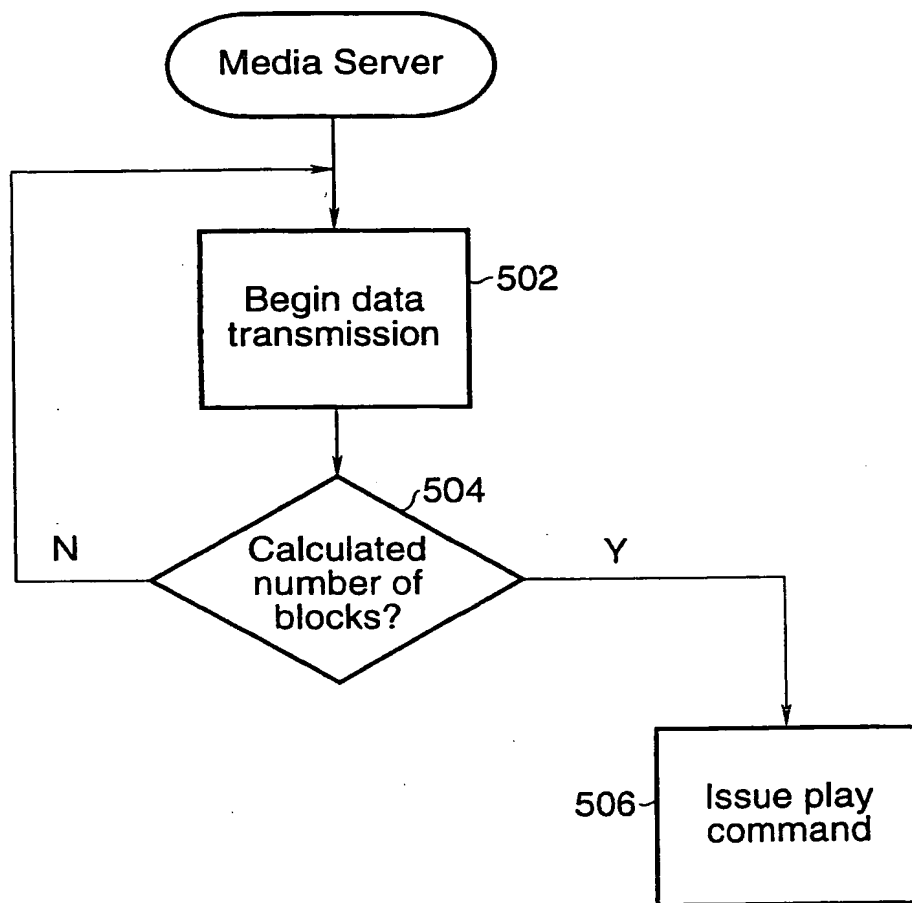 Media Server
Begin data
transmission
502
504
Calculated
number of
blocks?
N
Y
506
Issue play
command